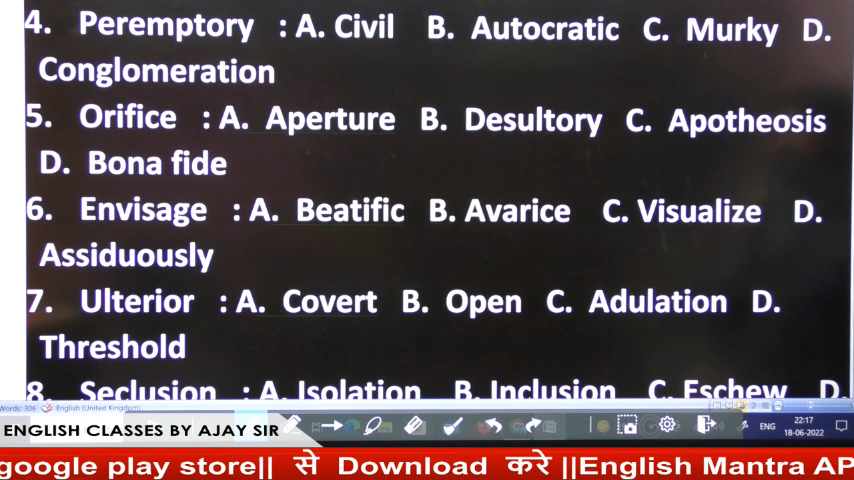 4. Peremptory : A. Civil B. Autocratic C. Murky D.
Conglomeration
5. Orifice : A. Aperture B. Desultory C. Apotheosis
D. Bona fide
6. Envisage : A. Beatific B. Avarice C. Visualize D.
Assiduously
7. Ulterior : A. Covert B. Open C. Adulation D.
Threshold
8. Seclusion : A. Isolation B. Inclusion C. Eschew D.
Words: 306 English (United Kingdom)
ENG 22:17
18-06-2022
ENGLISH CLASSES BY AJAY SIR
google play store|| से Download करे ||English Mantra AP